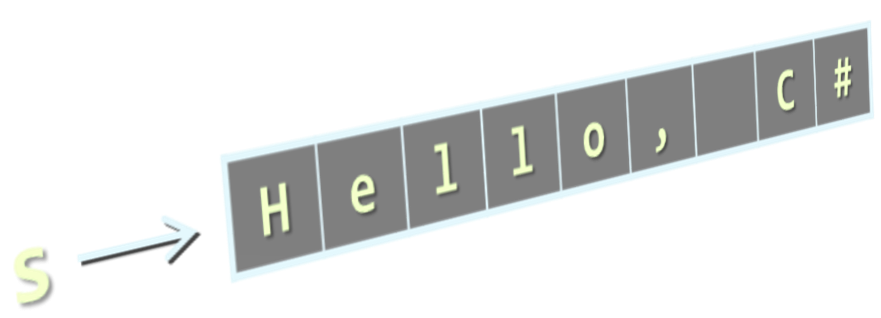 s → Hello, C#